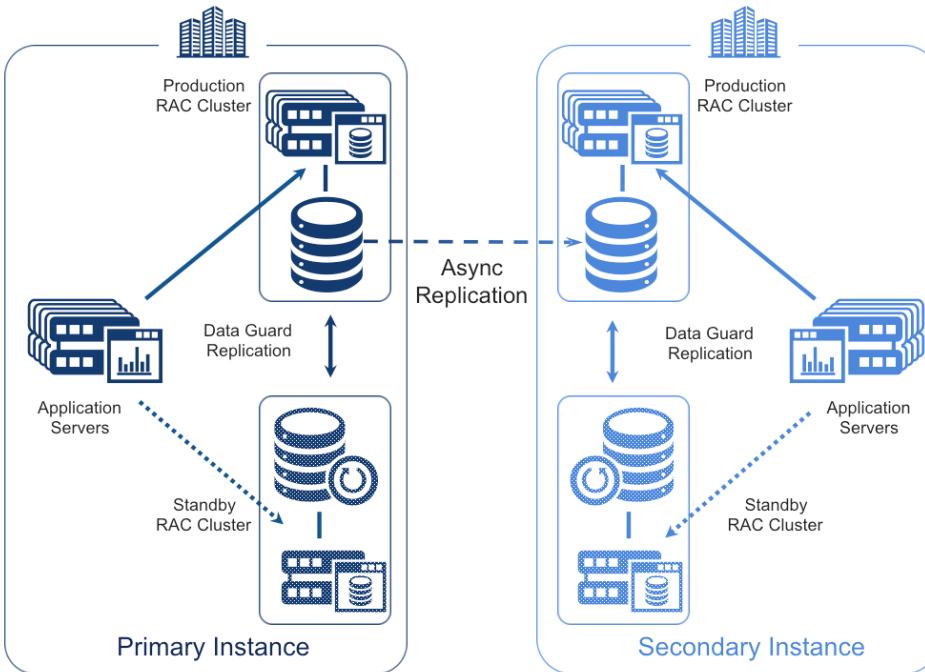 Production
RAC Cluster
Data Guard
Replication
Application
Servers
Standby
RAC Cluster
Primary Instance
Async
Replication
Production
RAC Cluster
Data Guard
Replication
Application
Servers
Standby
RAC Cluster
Secondary Instance